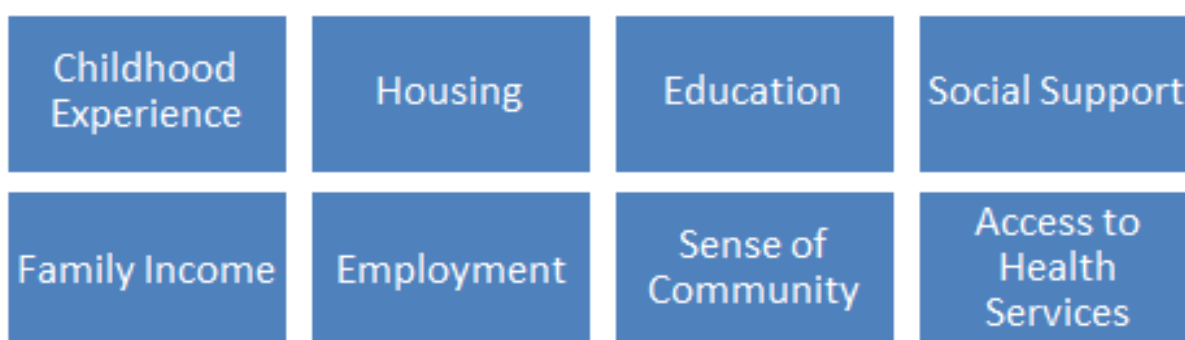 Childhood
Experience
Housing
Education
Social Support
Family Income
Employment
Sense of
Community
Access to
Health
Services